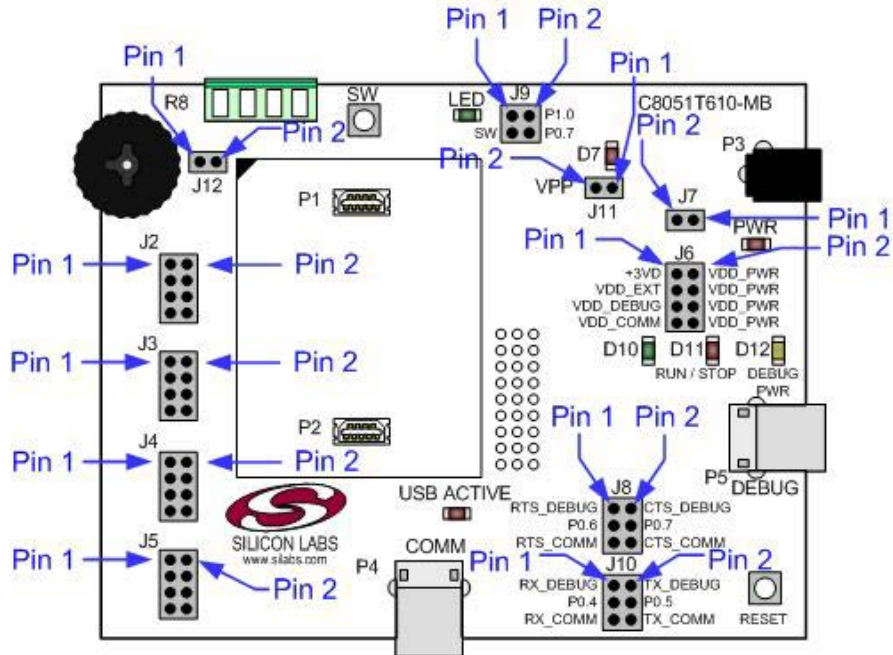 Pin 1 Pin 2
Pin 1
Pin 1
R8
SW
LED
J9
P1.0
SW
P0.7
C8051T610-MB
Pin 2
Pin 2
J12
D7
Pin 2
VPP
J11
P3
P1
J7
Pin 1
PWR
J2
Pin 1 Pin 2
Pin 1
J6
Pin 2
+3VD VDD_PWR
VDD_EXT VDD_PWR
VDD_DEBUG VDD_PWR
VDD_COMM VDD_PWR
J3
Pin 1 Pin 2
D10 D11 D12
RUN / STOP DEBUG
PWR
P2
Pin 1 Pin 2
J4
Pin 1 Pin 2
P5
DEBUG
USB ACTIVE
J8
RTS_DEBUG CTS_DEBUG
P0.6 P0.7
RTS_COMM CTS_COMM
SILICON LABS
www.silabs.com
J5
Pin 1 Pin 2
P4
COMM
Pin 1
J10
Pin 2
RX_DEBUG TX_DEBUG
P0.4 P0.5
RX_COMM TX_COMM
RESET